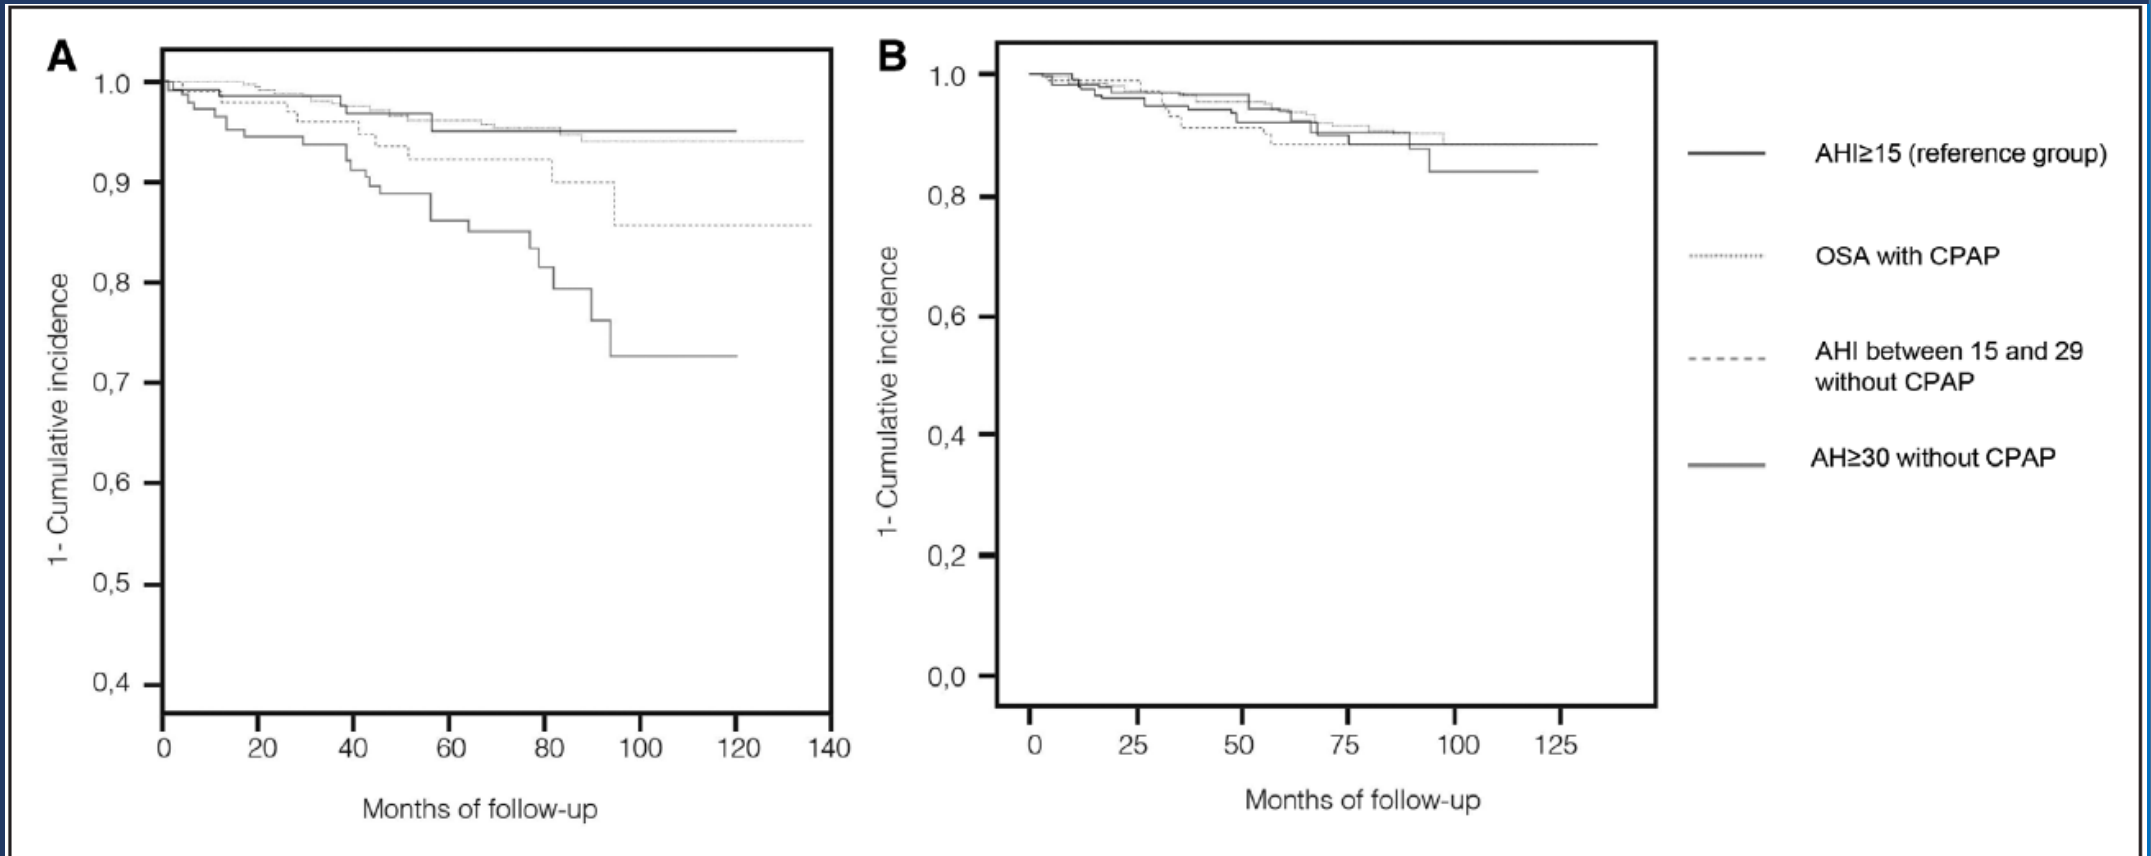 A
1.0
0,9
0,8
0,7
0,6
0,5
0,4
1- Cumulative incidence
0 20 40 60 80 100 120 140
Months of follow-up
B
1.0
0,8
0,6
0,4
0,2
0,0
1- Cumulative incidence
0 25 50 75 100 125
Months of follow-up
AHI≥15 (reference group)
OSA with CPAP
AHI between 15 and 29
without CPAP
AH≥30 without CPAP